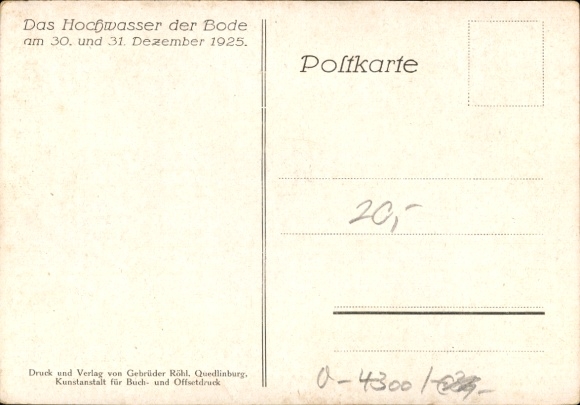 Das Hochwasser der Bode
am 30. und 31. Dezember 1925.
Poſtkarte
20,-
Druck und Verlag von Gebrüder Röhl, Quedlinburg,
Kunstanstalt für Buch- und Offsetdruck
0-4300/